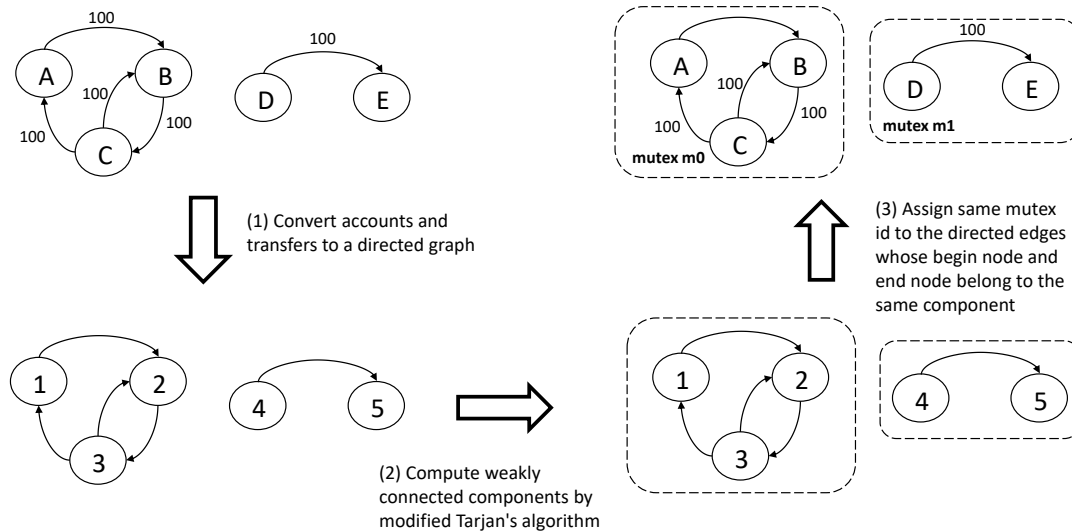 100
100
A
B
D
E
100
100
100
C
A
B
D
E
100
100
100
100
C
mutex m0
mutex m1
(1) Convert accounts and
transfers to a directed graph
(3) Assign same mutex
id to the directed edges
whose begin node and
end node belong to the
same component
1
2
3
4
5
(2) Compute weakly
connected components by
modified Tarjan's algorithm
1
2
3
4
5